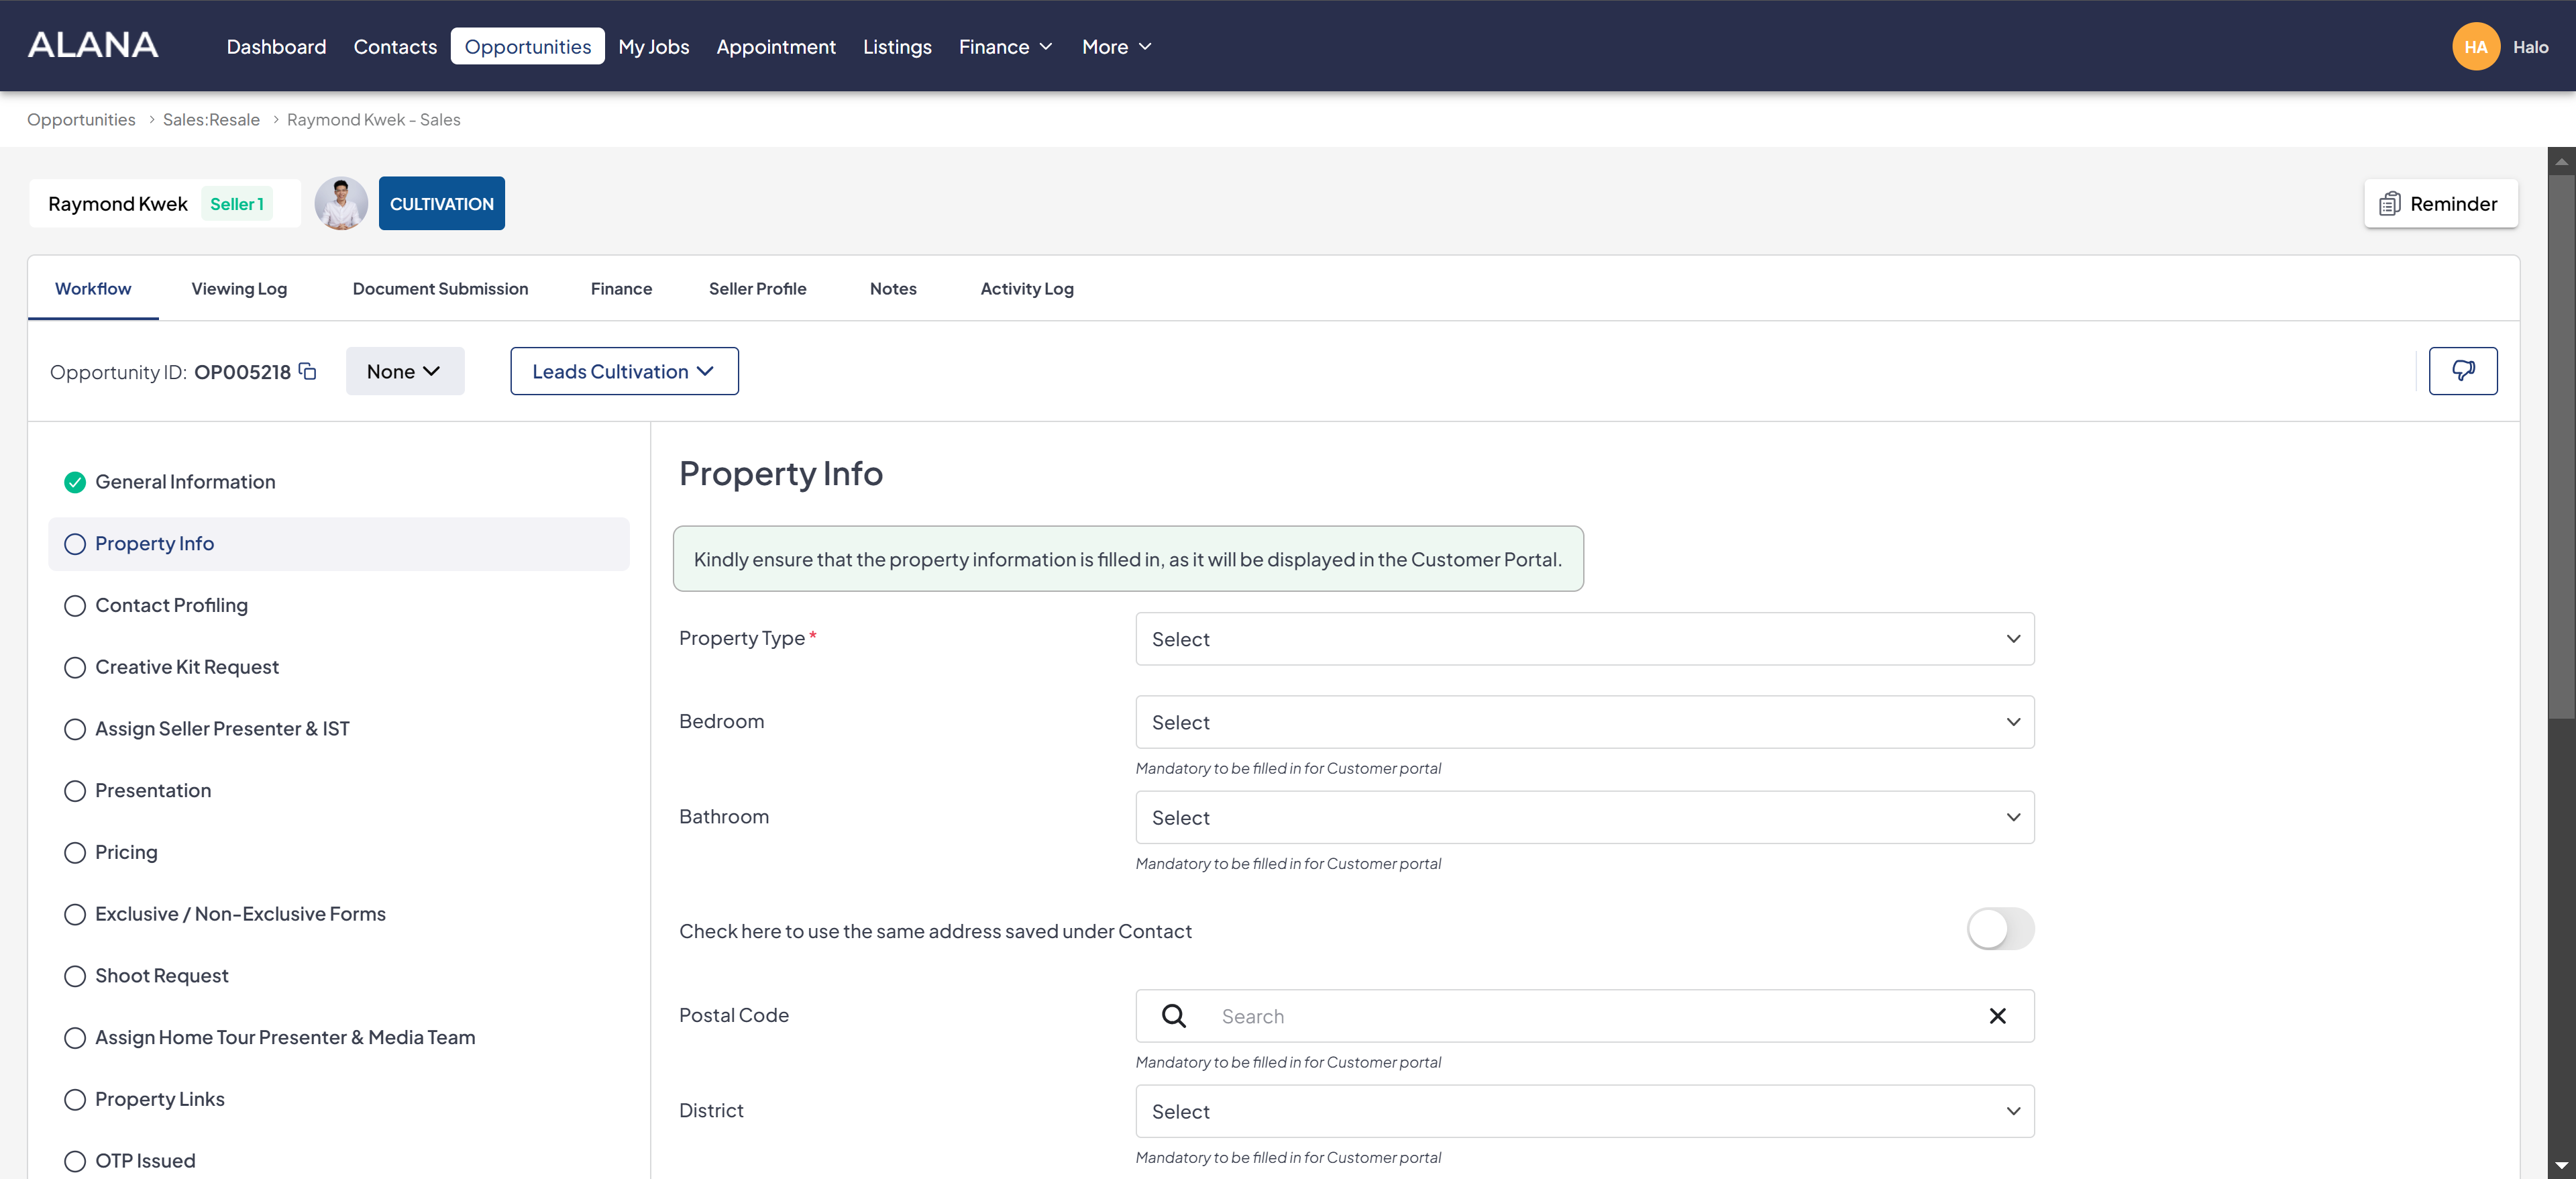 ALANA Dashboard Contacts Opportunities My Jobs Appointment Listings Finance More HA Halo
Opportunities > Sales:Resale > Raymond Kwek - Sales
Raymond Kwek Seller 1 CULTIVATION Reminder
Workflow Viewing Log Document Submission Finance Seller Profile Notes Activity Log
Opportunity ID: OP005218 None Leads Cultivation
General Information
Property Info
Contact Profiling
Creative Kit Request
Assign Seller Presenter & IST
Presentation
Pricing
Exclusive / Non-Exclusive Forms
Shoot Request
Assign Home Tour Presenter & Media Team
Property Links
OTP Issued
Property Info
Kindly ensure that the property information is filled in, as it will be displayed in the Customer Portal.
Property Type * Select
Bedroom Select
Mandatory to be filled in for Customer portal
Bathroom Select
Mandatory to be filled in for Customer portal
Check here to use the same address saved under Contact
Postal Code Search
Mandatory to be filled in for Customer portal
District Select
Mandatory to be filled in for Customer portal